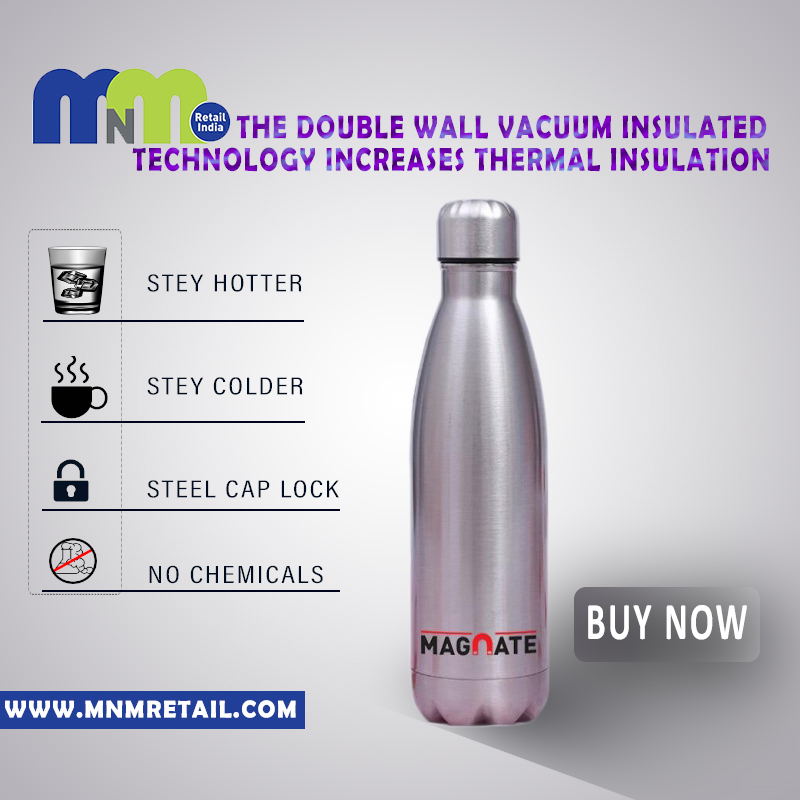 MNM
Retail
India
THE DOUBLE WALL VACUUM INSULATED
TECHNOLOGY INCREASES THERMAL INSULATION
STEY HOTTER
STEY COLDER
STEEL CAP LOCK
NO CHEMICALS
MAGNATE
BUY NOW
WWW.MNMRETAIL.COM